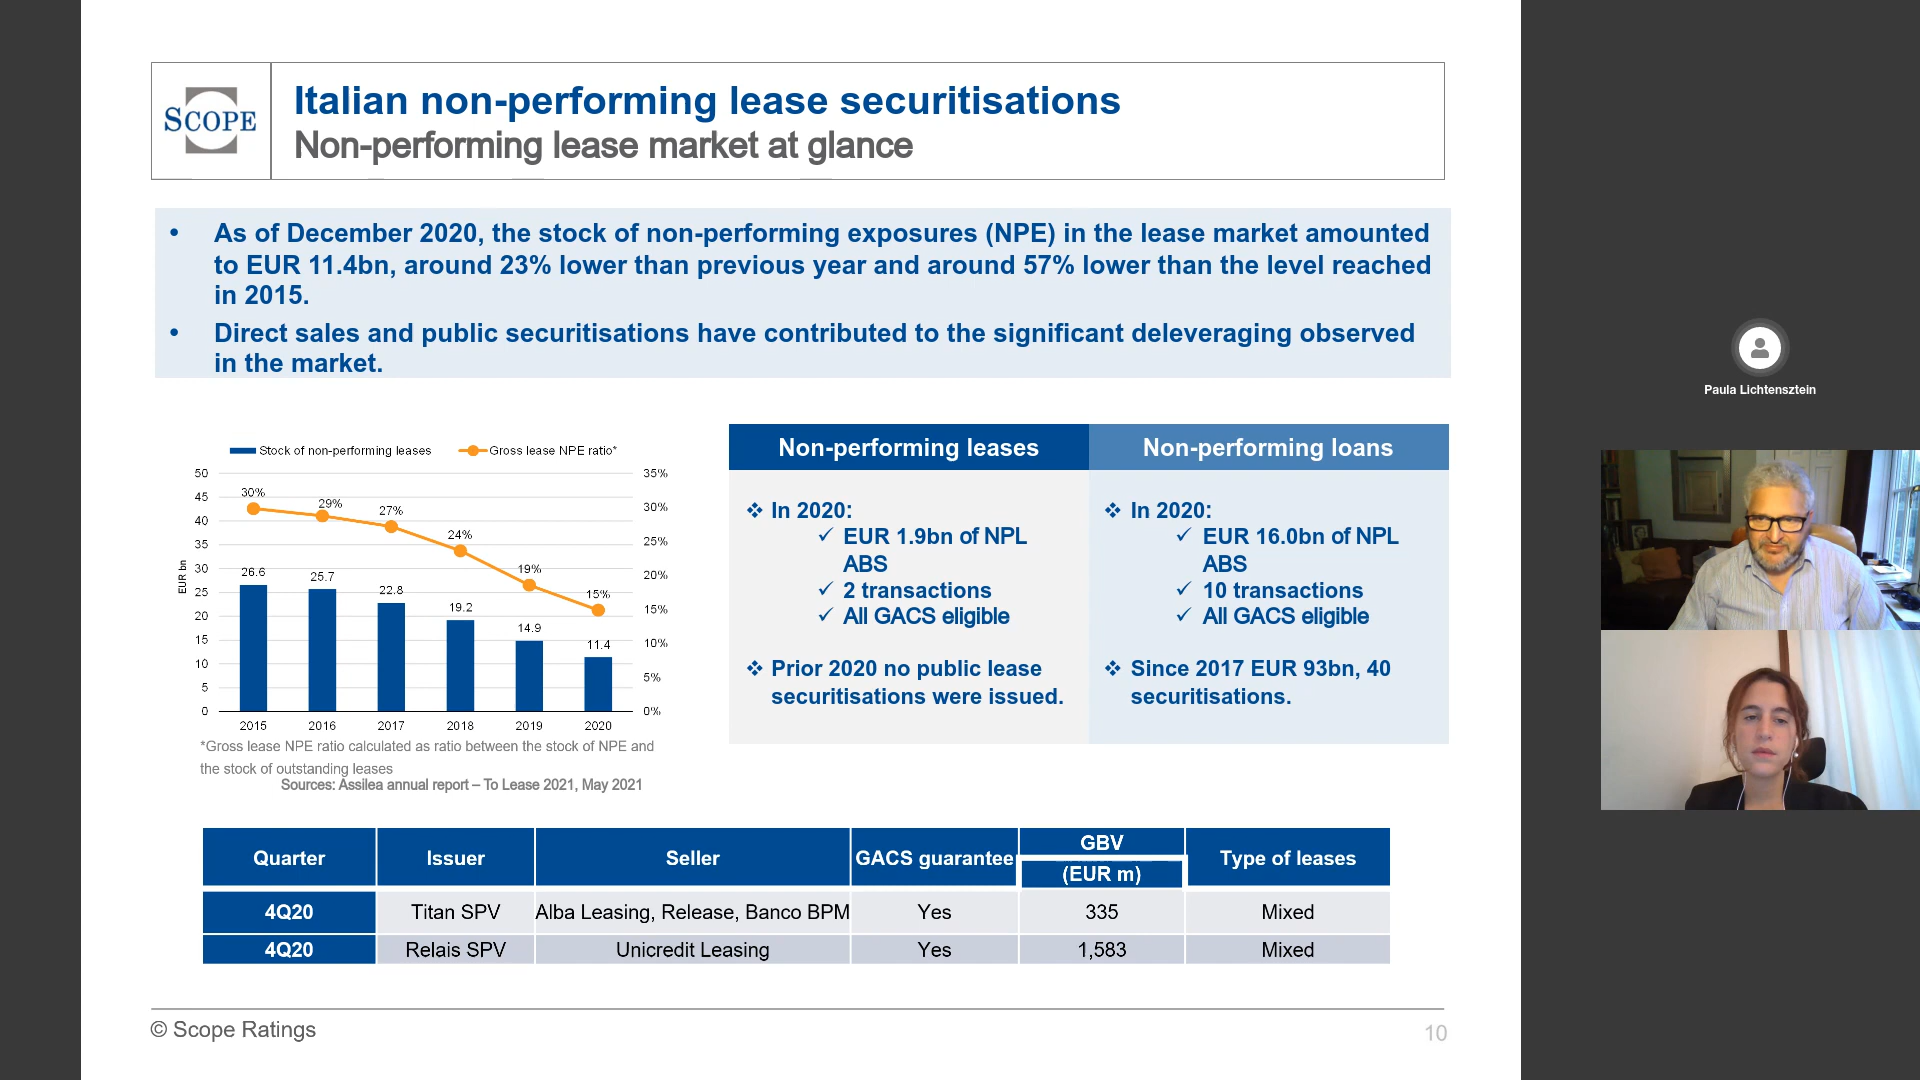 SCOPE
Italian non-performing lease securitisations
Non-performing lease market at glance
• As of December 2020, the stock of non-performing exposures (NPE) in the lease market amounted
to EUR 11.4bn, around 23% lower than previous year and around 57% lower than the level reached
in 2015.
• Direct sales and public securitisations have contributed to the significant deleveraging observed
in the market.
Stock of non-performing leases Gross lease NPE ratio*
50
45
40
35
30
25
20
15
10
5
0
EUR bn
35%
30%
25%
20%
15%
10%
5%
0%
30% 29% 27% 24% 19% 15%
26.6 25.7 22.8 19.2 14.9 11.4
2015 2016 2017 2018 2019 2020
*Gross lease NPE ratio calculated as ratio between the stock of NPE and
the stock of outstanding leases
Sources: Assilea annual report – To Lease 2021, May 2021
Non-performing leases
❖ In 2020:
✓ EUR 1.9bn of NPL
ABS
✓ 2 transactions
✓ All GACS eligible
❖ Prior 2020 no public lease
securitisations were issued.
Non-performing loans
❖ In 2020:
✓ EUR 16.0bn of NPL
ABS
✓ 10 transactions
✓ All GACS eligible
❖ Since 2017 EUR 93bn, 40
securitisations.
Quarter Issuer Seller GACS guarantee GBV (EUR m) Type of leases
4Q20 Titan SPV Alba Leasing, Release, Banco BPM Yes 335 Mixed
4Q20 Relais SPV Unicredit Leasing Yes 1,583 Mixed
© Scope Ratings
10
Paula Lichtensztein